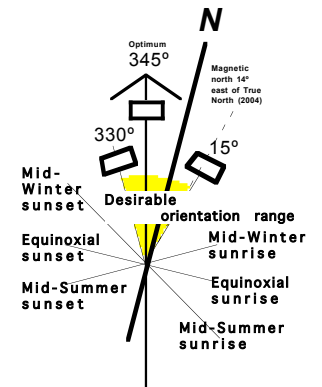 N
Optimum
345º
Magnetic
north 14º
east of True
North (2004)
330º
15º
Mid-
Winter
sunset
Desirable
orientation range
Equinoxial
sunset
Mid-Winter
sunrise
Mid-Summer
sunset
Equinoxial
sunrise
Mid-Summer
sunrise